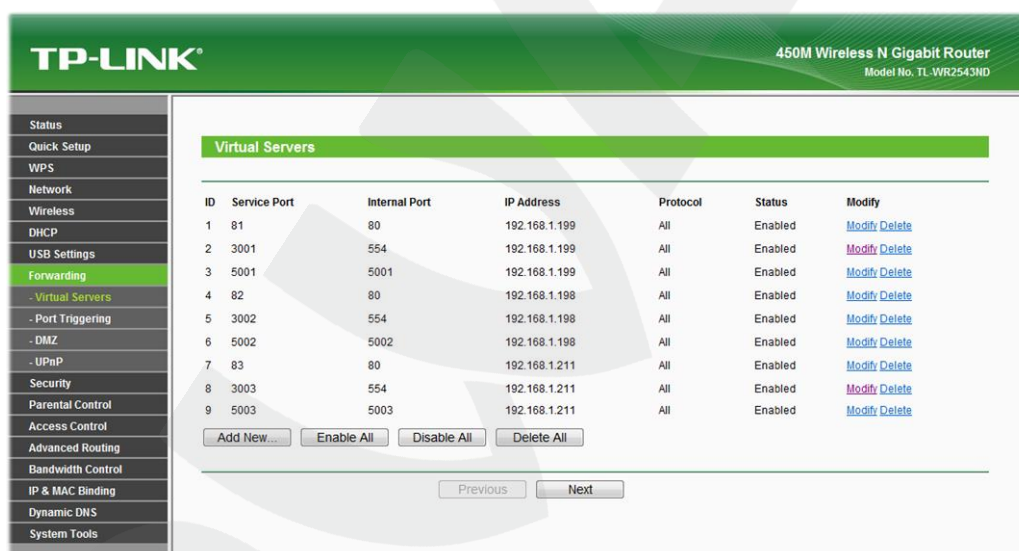 TP-LINK®
450M Wireless N Gigabit Router
Model No. TL-WR2543ND
Status
Quick Setup
WPS
Network
Wireless
DHCP
USB Settings
Forwarding
- Virtual Servers
- Port Triggering
- DMZ
- UPnP
Security
Parental Control
Access Control
Advanced Routing
Bandwidth Control
IP & MAC Binding
Dynamic DNS
System Tools
Virtual Servers
ID Service Port Internal Port IP Address Protocol Status Modify
1 81 80 192.168.1.199 All Enabled Modify Delete
2 3001 554 192.168.1.199 All Enabled Modify Delete
3 5001 5001 192.168.1.199 All Enabled Modify Delete
4 82 80 192.168.1.198 All Enabled Modify Delete
5 3002 554 192.168.1.198 All Enabled Modify Delete
6 5002 5002 192.168.1.198 All Enabled Modify Delete
7 83 80 192.168.1.211 All Enabled Modify Delete
8 3003 554 192.168.1.211 All Enabled Modify Delete
9 5003 5003 192.168.1.211 All Enabled Modify Delete
Add New... Enable All Disable All Delete All
Previous Next